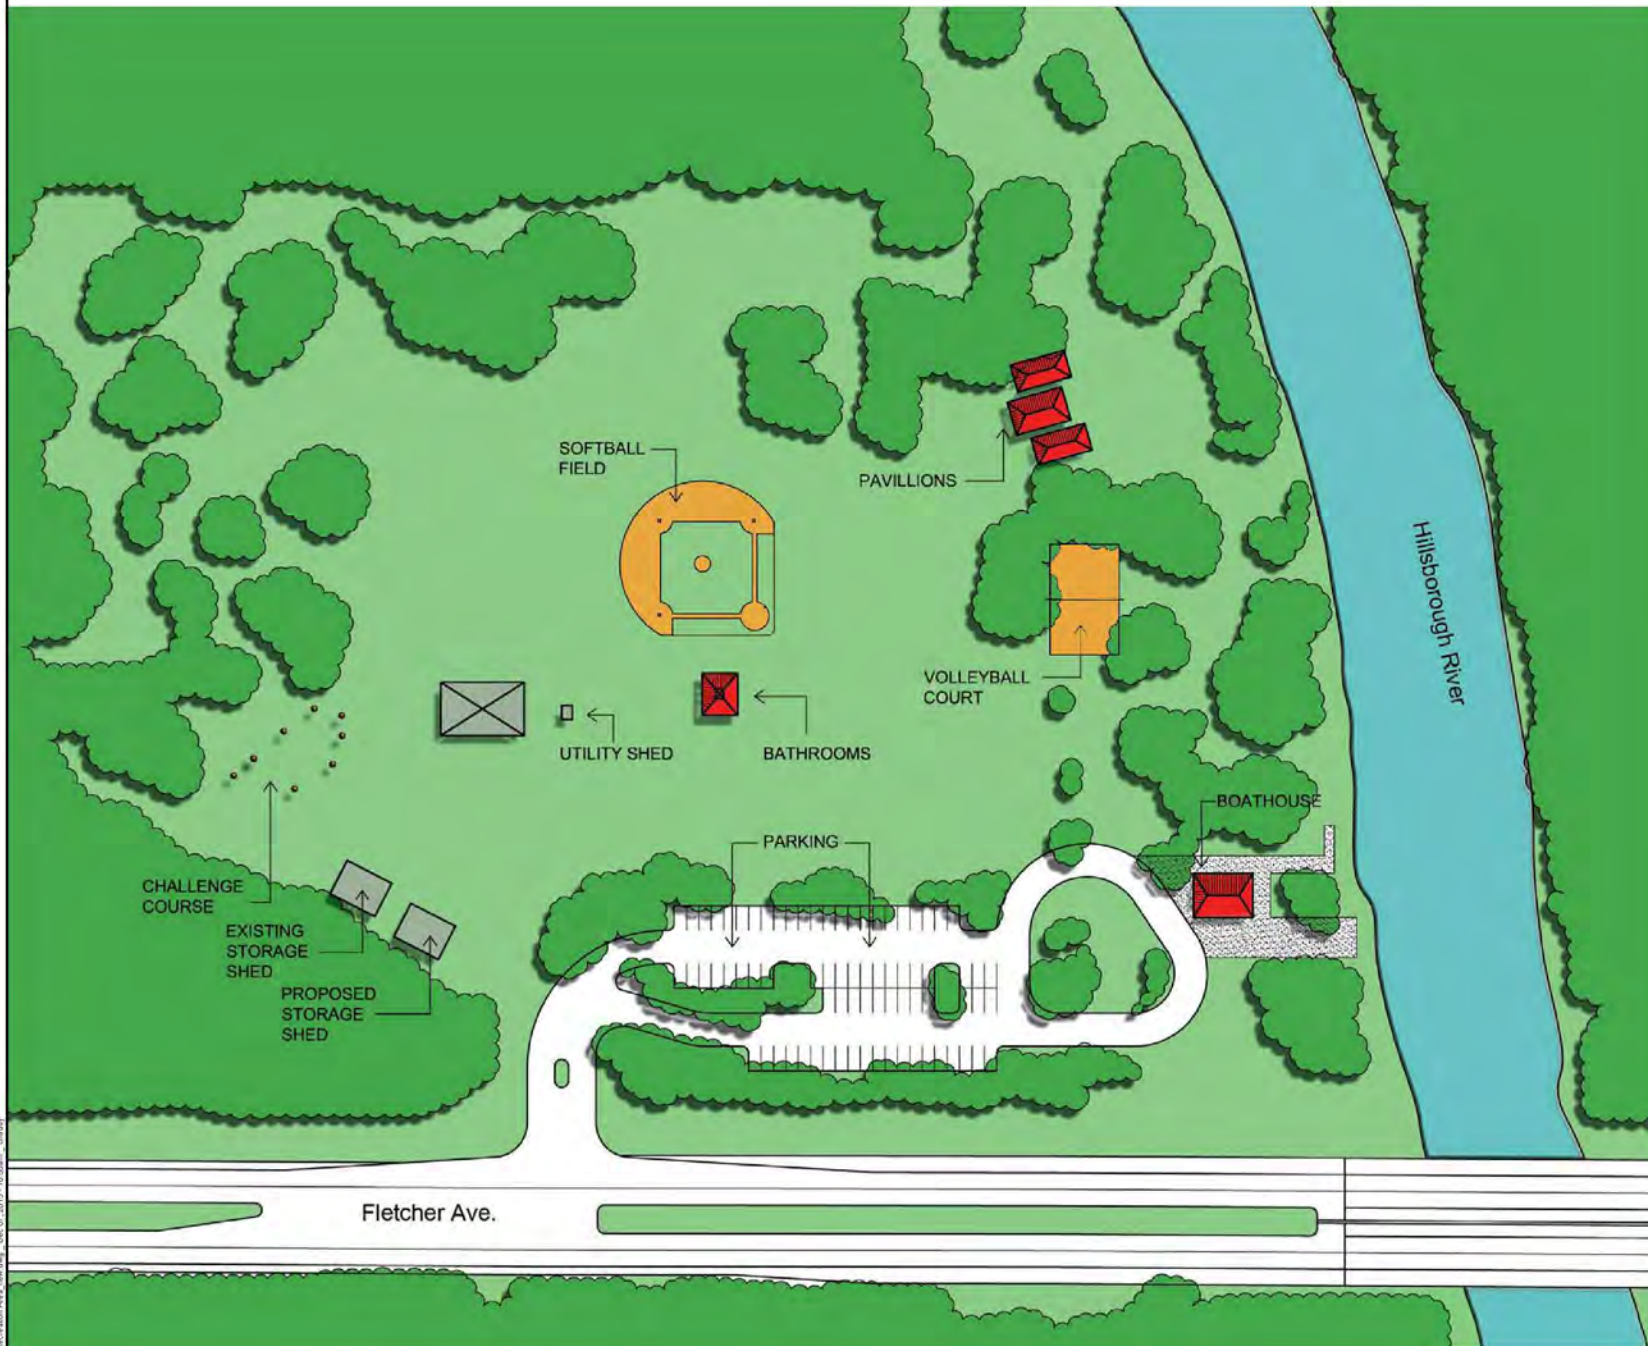 SOFTBALL
FIELD
PAVILLIONS
Hillsborough River
VOLLEYBALL
COURT
UTILITY SHED
BATHROOMS
BOATHOUSE
PARKING
CHALLENGE
COURSE
EXISTING
STORAGE
SHED
PROPOSED
STORAGE
SHED
Fletcher Ave.